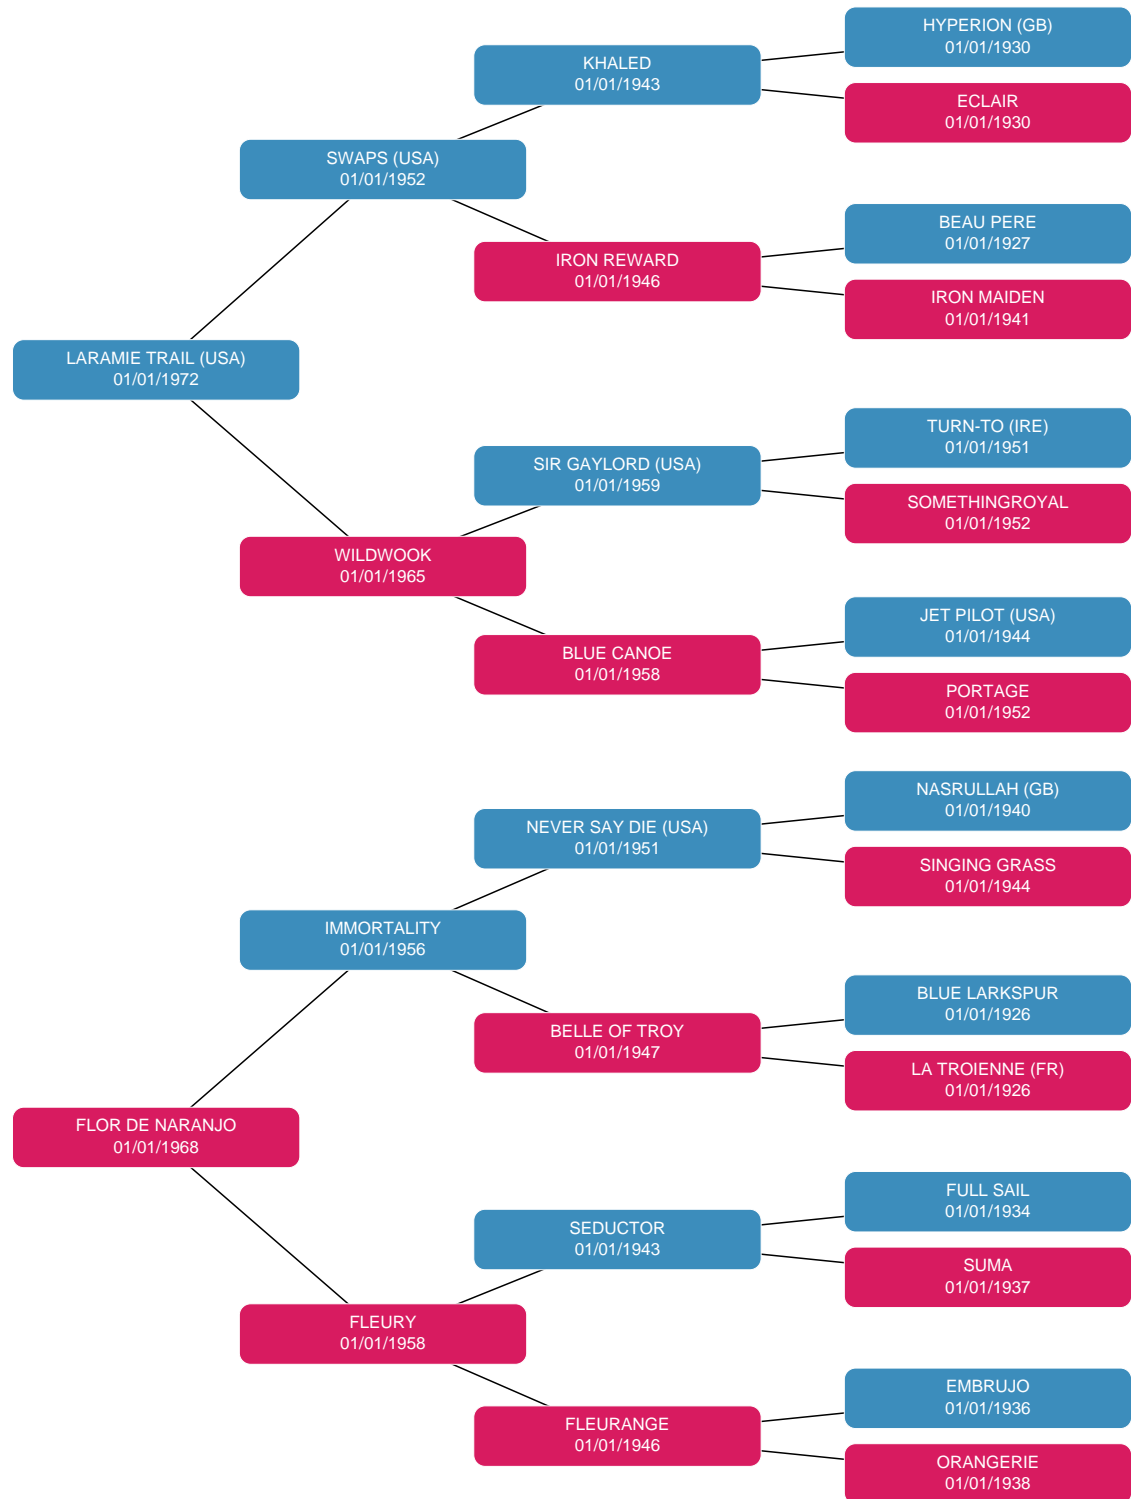 HYPERION (GB)
01/01/1930
KHALED
01/01/1943
ECLAIR
01/01/1930
SWAPS (USA)
01/01/1952
BEAU PERE
01/01/1927
IRON REWARD
01/01/1946
IRON MAIDEN
01/01/1941
LARAMIE TRAIL (USA)
01/01/1972
TURN-TO (IRE)
01/01/1951
SIR GAYLORD (USA)
01/01/1959
SOMETHINGROYAL
01/01/1952
WILDWOOK
01/01/1965
JET PILOT (USA)
01/01/1944
BLUE CANOE
01/01/1958
PORTAGE
01/01/1952
NASRULLAH (GB)
01/01/1940
NEVER SAY DIE (USA)
01/01/1951
SINGING GRASS
01/01/1944
IMMORTALITY
01/01/1956
BLUE LARKSPUR
01/01/1926
BELLE OF TROY
01/01/1947
LA TROIENNE (FR)
01/01/1926
FLOR DE NARANJO
01/01/1968
FULL SAIL
01/01/1934
SEDUCTOR
01/01/1943
SUMA
01/01/1937
FLEURY
01/01/1958
EMBRUJO
01/01/1936
FLEURANGE
01/01/1946
ORANGERIE
01/01/1938